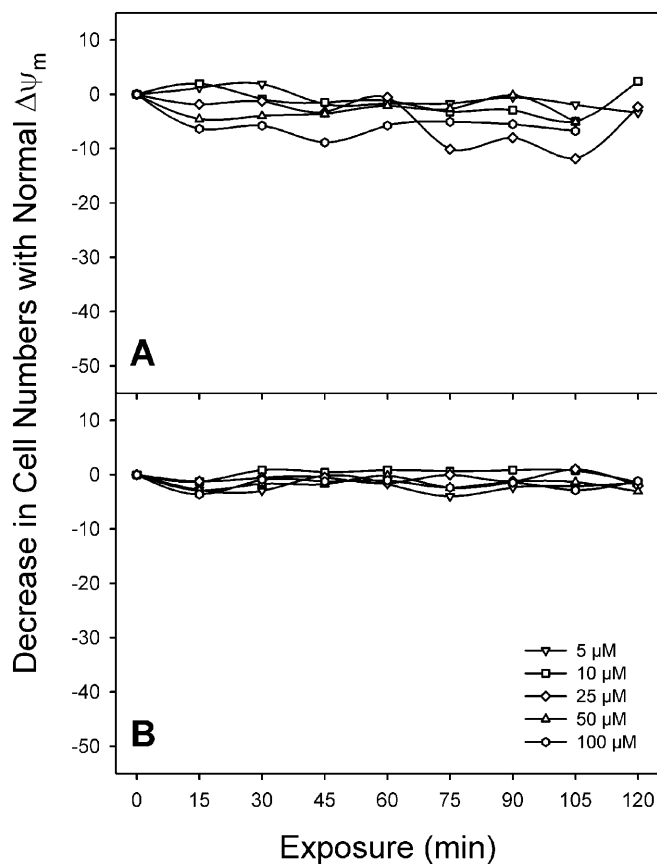 Decrease in Cell Numbers with Normal Δψm
10
0
-10
-20
-30
-40
-50
A
10
0
-10
-20
-30
-40
-50
B
5 µM
10 µM
25 µM
50 µM
100 µM
0 15 30 45 60 75 90 105 120
Exposure (min)